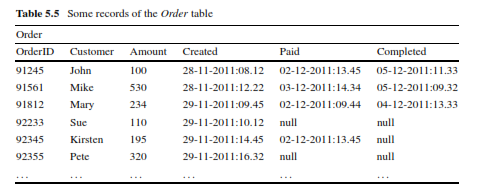 Table 5.5 Some records of the Order table
Order
OrderID Customer Amount Created Paid Completed
91245 John 100 28-11-2011:08.12 02-12-2011:13.45 05-12-2011:11.33
91561 Mike 530 28-11-2011:12.22 03-12-2011:14.34 05-12-2011:09.32
91812 Mary 234 29-11-2011:09.45 02-12-2011:09.44 04-12-2011:13.33
92233 Sue 110 29-11-2011:10.12 null null
92345 Kirsten 195 29-11-2011:14.45 02-12-2011:13.45 null
92355 Pete 320 29-11-2011:16.32 null null
... ... ... ... ... ...